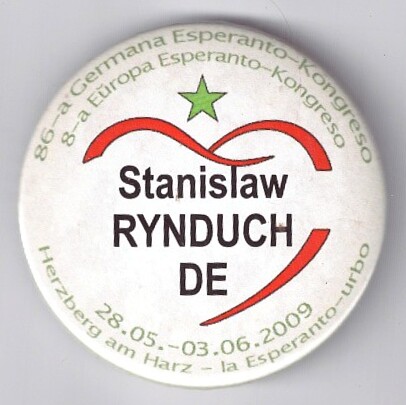 86-a Germana Esperanto-Kongreso
8-a Eŭropa Esperanto-Kongreso
Stanislaw
RYNDUCH
DE
28.05.-03.06.2009
Herzberg am Harz - la Esperanto-urbo